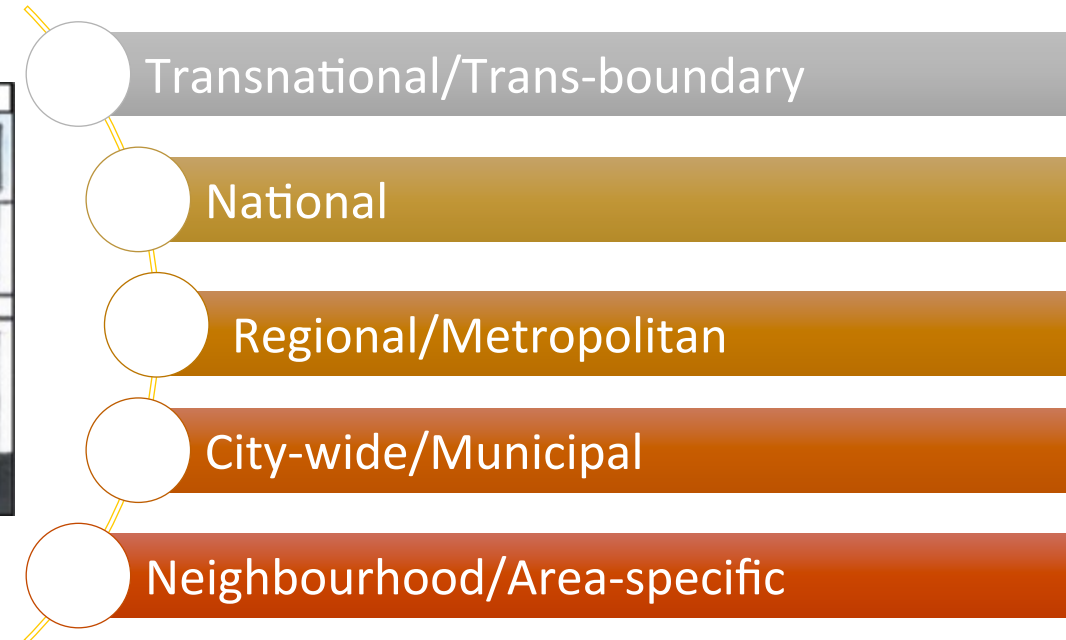 Transnational/Trans-boundary
National
Regional/Metropolitan
City-wide/Municipal
Neighbourhood/Area-specific